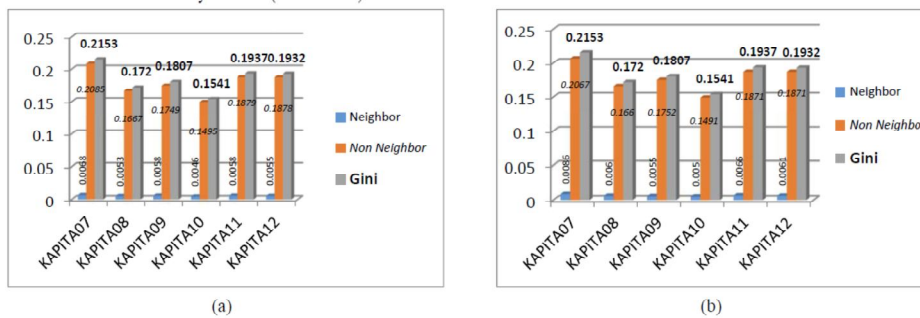 0.25
0.2
0.15
0.1
0.05
0
0.2153
0.172
0.1807
0.1541
0.1937
0.1932
0.2085
0.1667
0.1749
0.1495
0.1879
0.1878
0.0068
0.0053
0.0058
0.0046
0.0058
0.0055
KAPITA07
KAPITA08
KAPITA09
KAPITA10
KAPITA11
KAPITA12
Neighbor
Non Neighbor
Gini
(a)
0.25
0.2
0.15
0.1
0.05
0
0.2153
0.172
0.1807
0.1541
0.1937
0.1932
0.2067
0.166
0.1752
0.1491
0.1871
0.1871
0.0086
0.006
0.0055
0.005
0.0066
0.0061
KAPITA07
KAPITA08
KAPITA09
KAPITA10
KAPITA11
KAPITA12
Neighbor
Non Neighbor
Gini
(b)